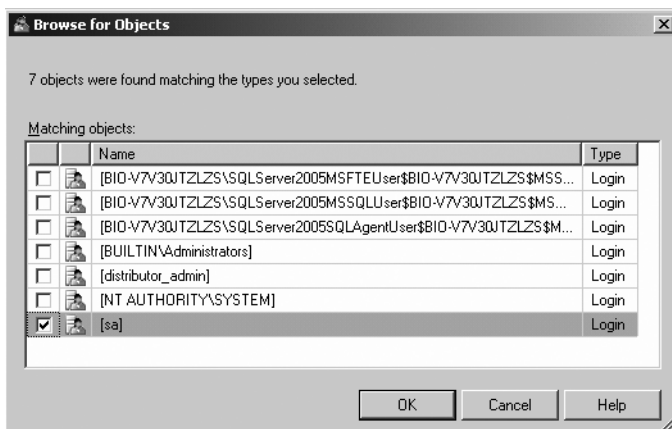 Browse for Objects
7 objects were found matching the types you selected.
Matching objects:
Name Type
[BIO-V7V30JTZLZS\SQLServer2005MSFTEUser$BIO-V7V30JTZLZS$MSS... Login
[BIO-V7V30JTZLZS\SQLServer2005MSSQLUser$BIO-V7V30JTZLZS$MS... Login
[BIO-V7V30JTZLZS\SQLServer2005SQLAgentUser$BIO-V7V30JTZLZS$M... Login
[BUILTIN\Administrators] Login
[distributor_admin] Login
[NT AUTHORITY\SYSTEM] Login
[sa] Login
OK Cancel Help